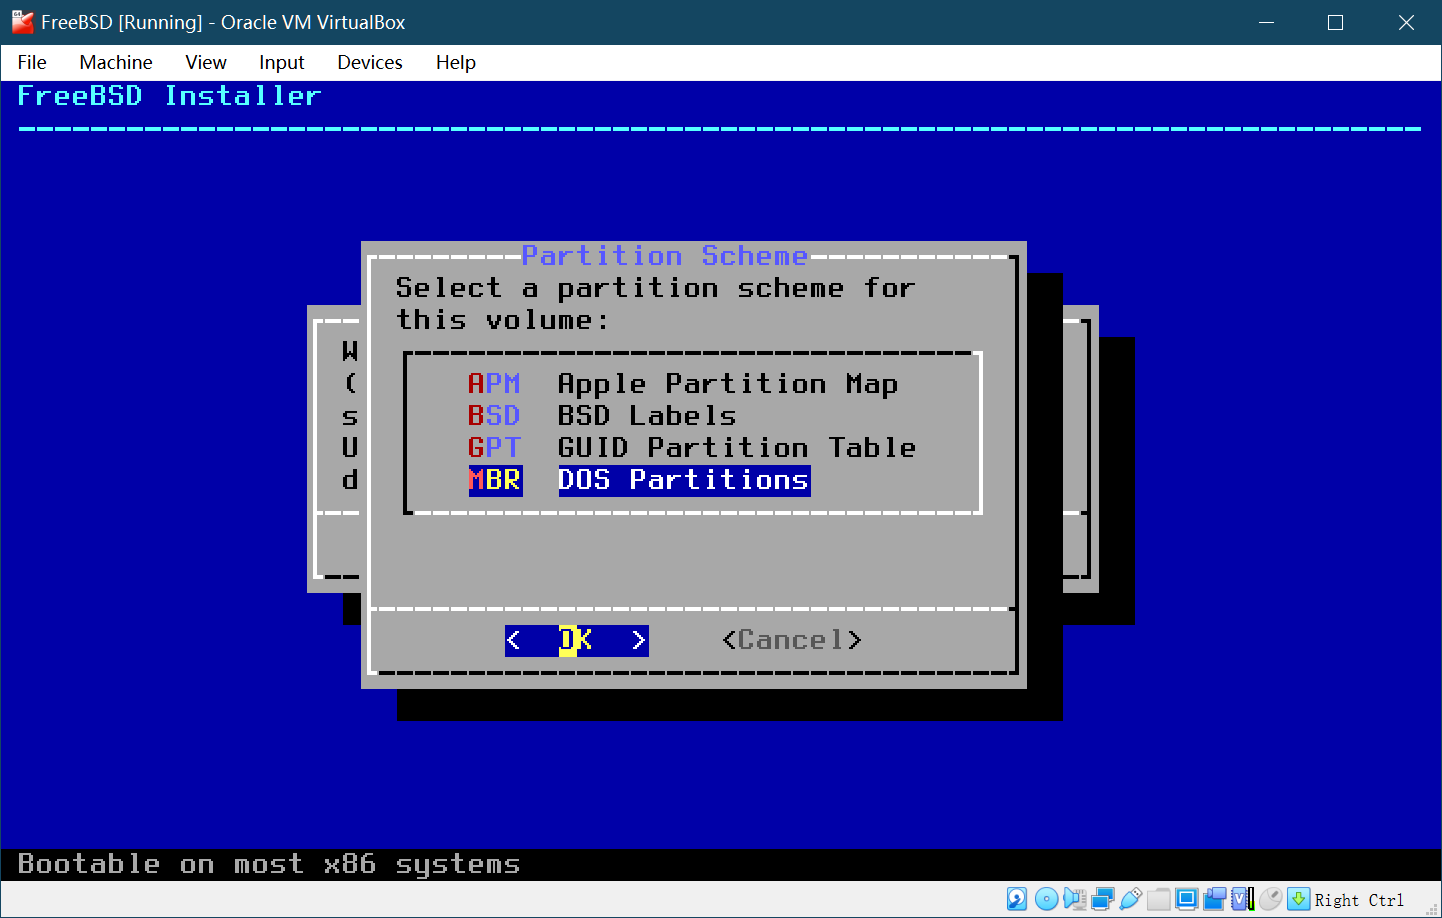 FreeBSD [Running] - Oracle VM VirtualBox
File Machine View Input Devices Help
FreeBSD Installer
Partition Scheme
Select a partition scheme for
this volume:
W
(
s
U
d
APM Apple Partition Map
BSD BSD Labels
GPT GUID Partition Table
MBR DOS Partitions
< OK > <Cancel>
Bootable on most x86 systems
Right Ctrl